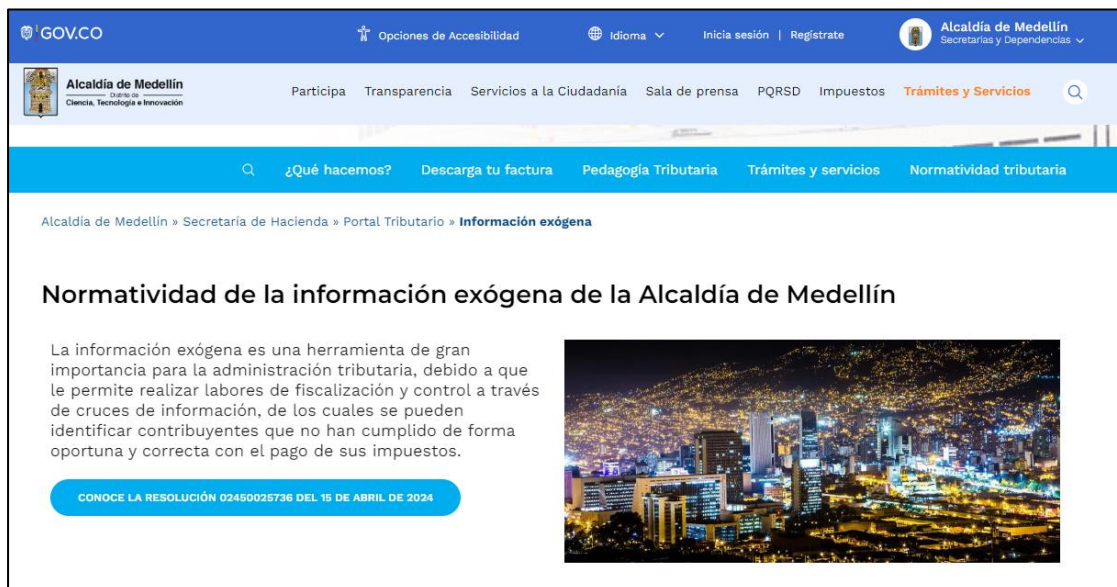 GOV.CO
Opciones de Accesibilidad
Idioma
Inicia sesión | Regístrate
Alcaldía de Medellín
Secretarías y Dependencias
Alcaldía de Medellín
Distrito de
Ciencia, Tecnología e Innovación
Participa Transparencia Servicios a la Ciudadanía Sala de prensa PQRSD Impuestos Trámites y Servicios
¿Qué hacemos? Descarga tu factura Pedagogía Tributaria Trámites y servicios Normatividad tributaria
Alcaldía de Medellín » Secretaría de Hacienda » Portal Tributario » Información exógena
Normatividad de la información exógena de la Alcaldía de Medellín
La información exógena es una herramienta de gran
importancia para la administración tributaria, debido a que
le permite realizar labores de fiscalización y control a través
de cruces de información, de los cuales se pueden
identificar contribuyentes que no han cumplido de forma
oportuna y correcta con el pago de sus impuestos.
CONOCE LA RESOLUCIÓN 02450025736 DEL 15 DE ABRIL DE 2024